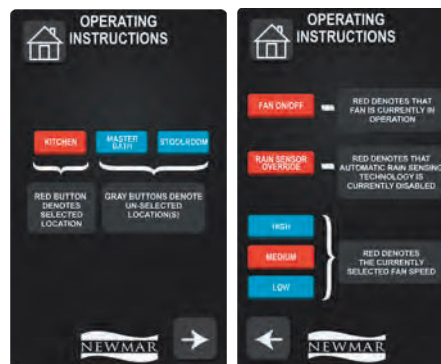 OPERATING
INSTRUCTIONS
KITCHEN
MASTER
BATH
STOOLROOM
RED BUTTON
DENOTES
SELECTED
LOCATION
GRAY BUTTONS DENOTE
UN-SELECTED
LOCATION(S)
NEWMAR
OPERATING
INSTRUCTIONS
FAN ON/OFF
RED DENOTES THAT
FAN IS CURRENTLY IN
OPERATION
RAIN SENSOR
OVERRIDE
RED DENOTES THAT
AUTOMATIC RAIN SENSING
TECHNOLOGY IS
CURRENTLY DISABLED
HIGH
MEDIUM
LOW
RED DENOTES
THE CURRENTLY
SELECTED FAN SPEED
NEWMAR